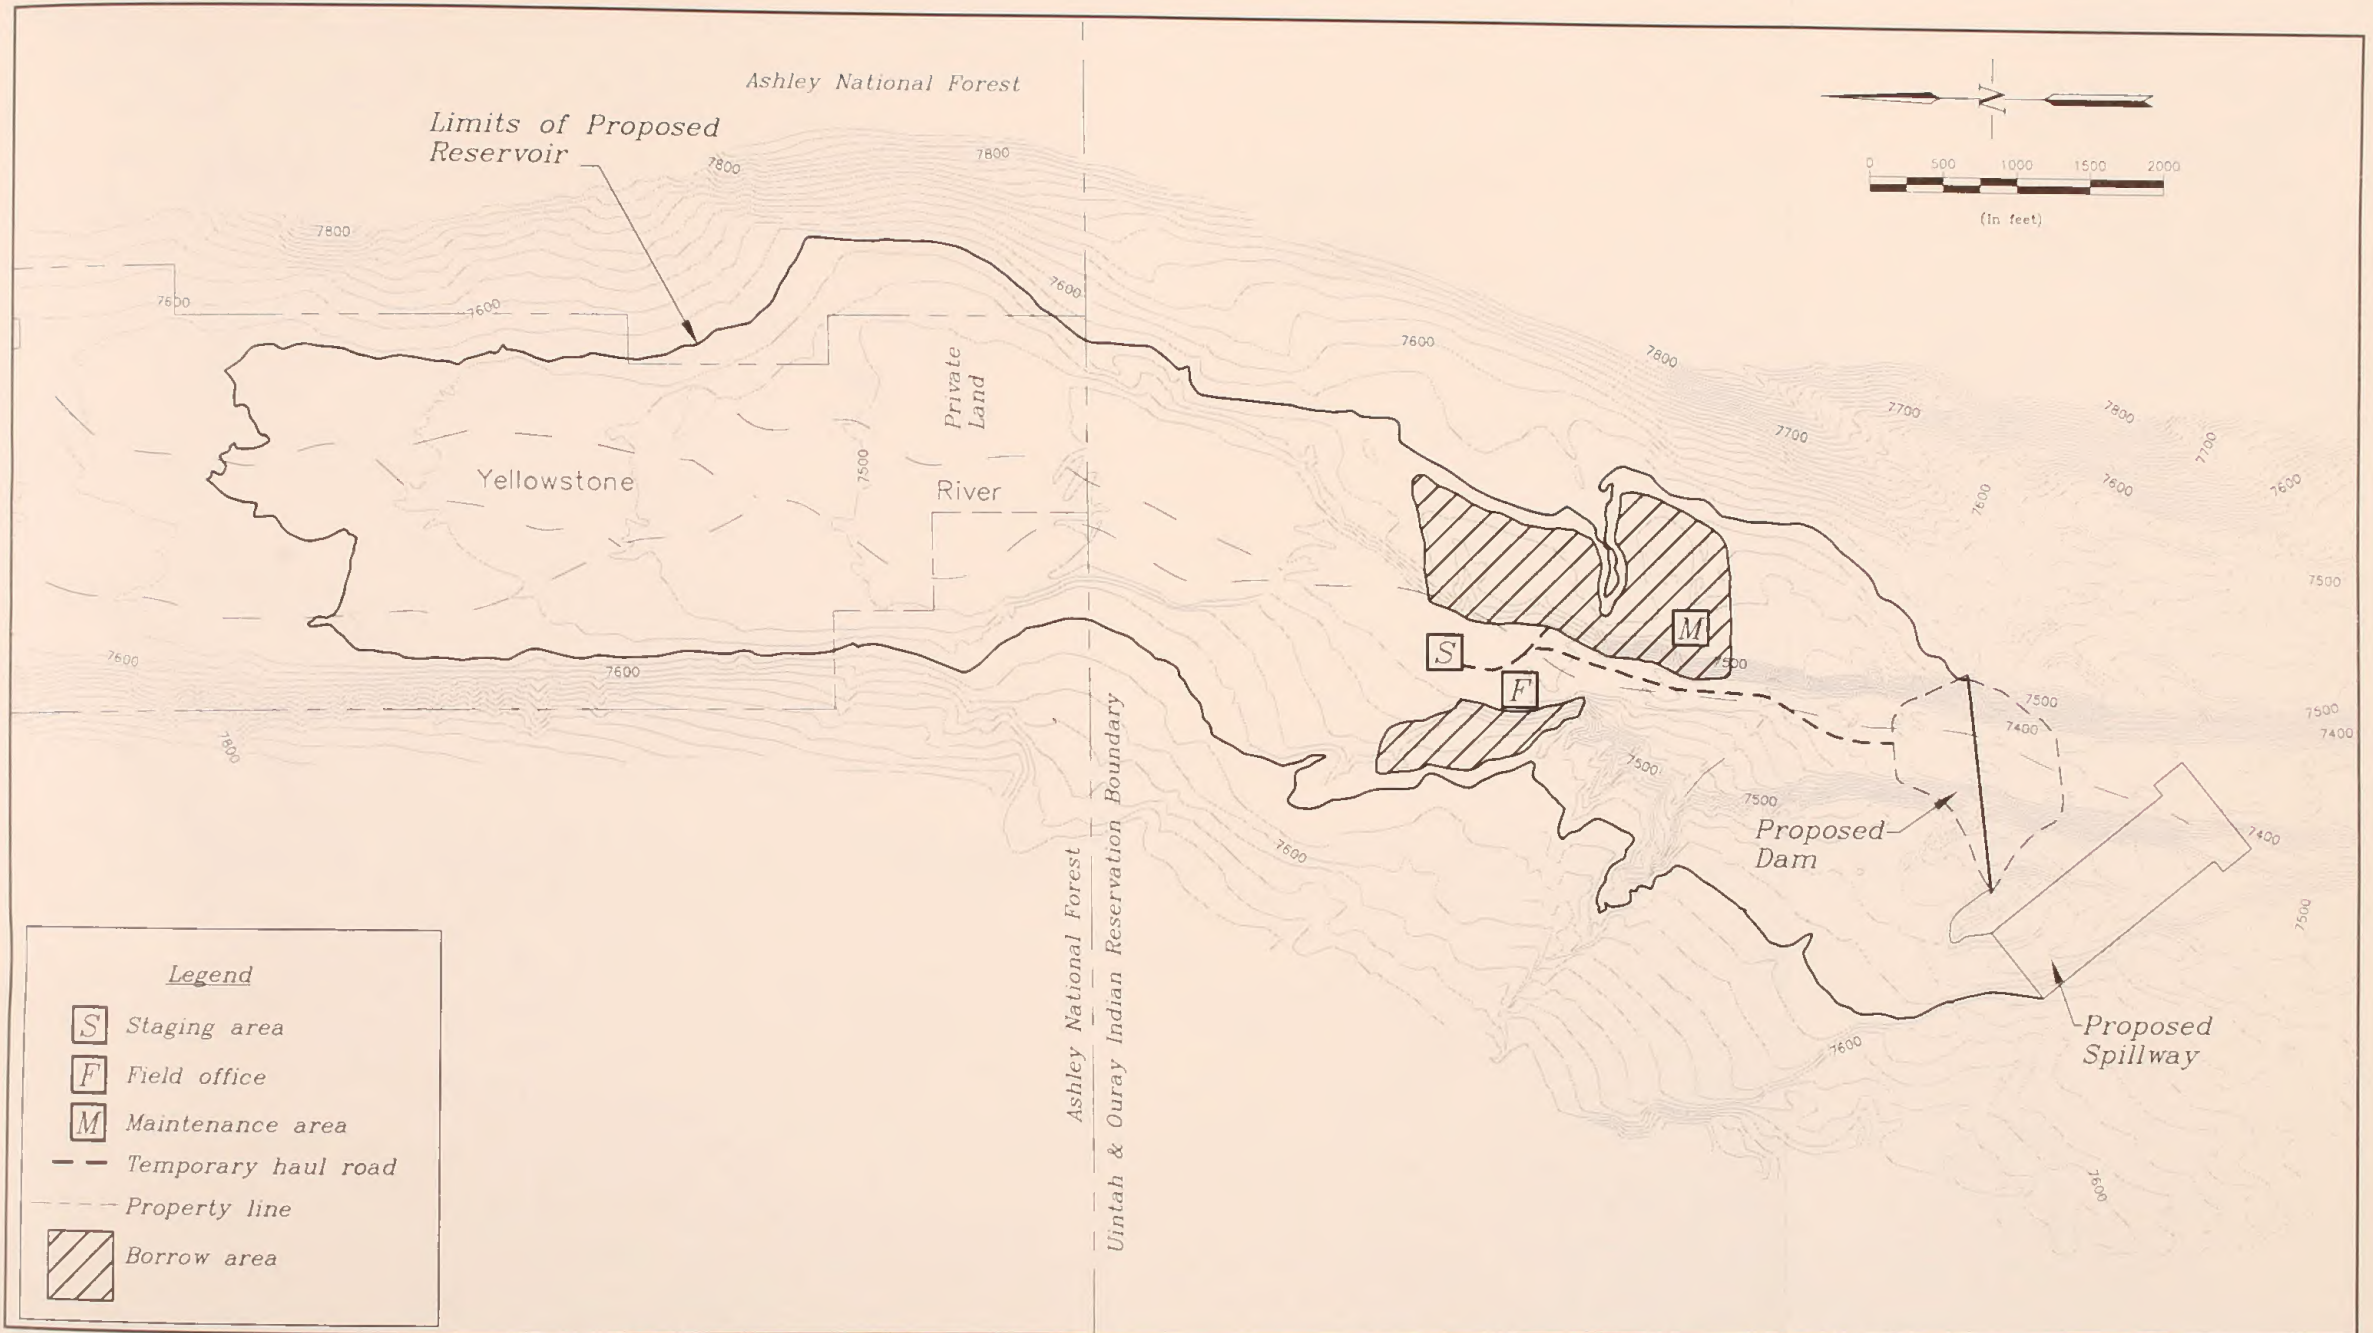 Ashley National Forest
Limits of Proposed
Reservoir
N
0 500 1000 1500 2000
(In feet)
7800
7800
7800
7600
7600
7600
7600
7800
7700
7700
7800
7700
7600
7600
7600
7500
Private
Land
Yellowstone
7500
River
S
M
F
7500
7600
7600
7800
7500
7400
7500
7400
7500
7500
Proposed
Dam
7400
7600
7500
Ashley National Forest
Uintah & Ouray Indian Reservation Boundary
Proposed
Spillway
7600
7600
Legend
S Staging area
F Field office
M Maintenance area
Temporary haul road
Property line
Borrow area